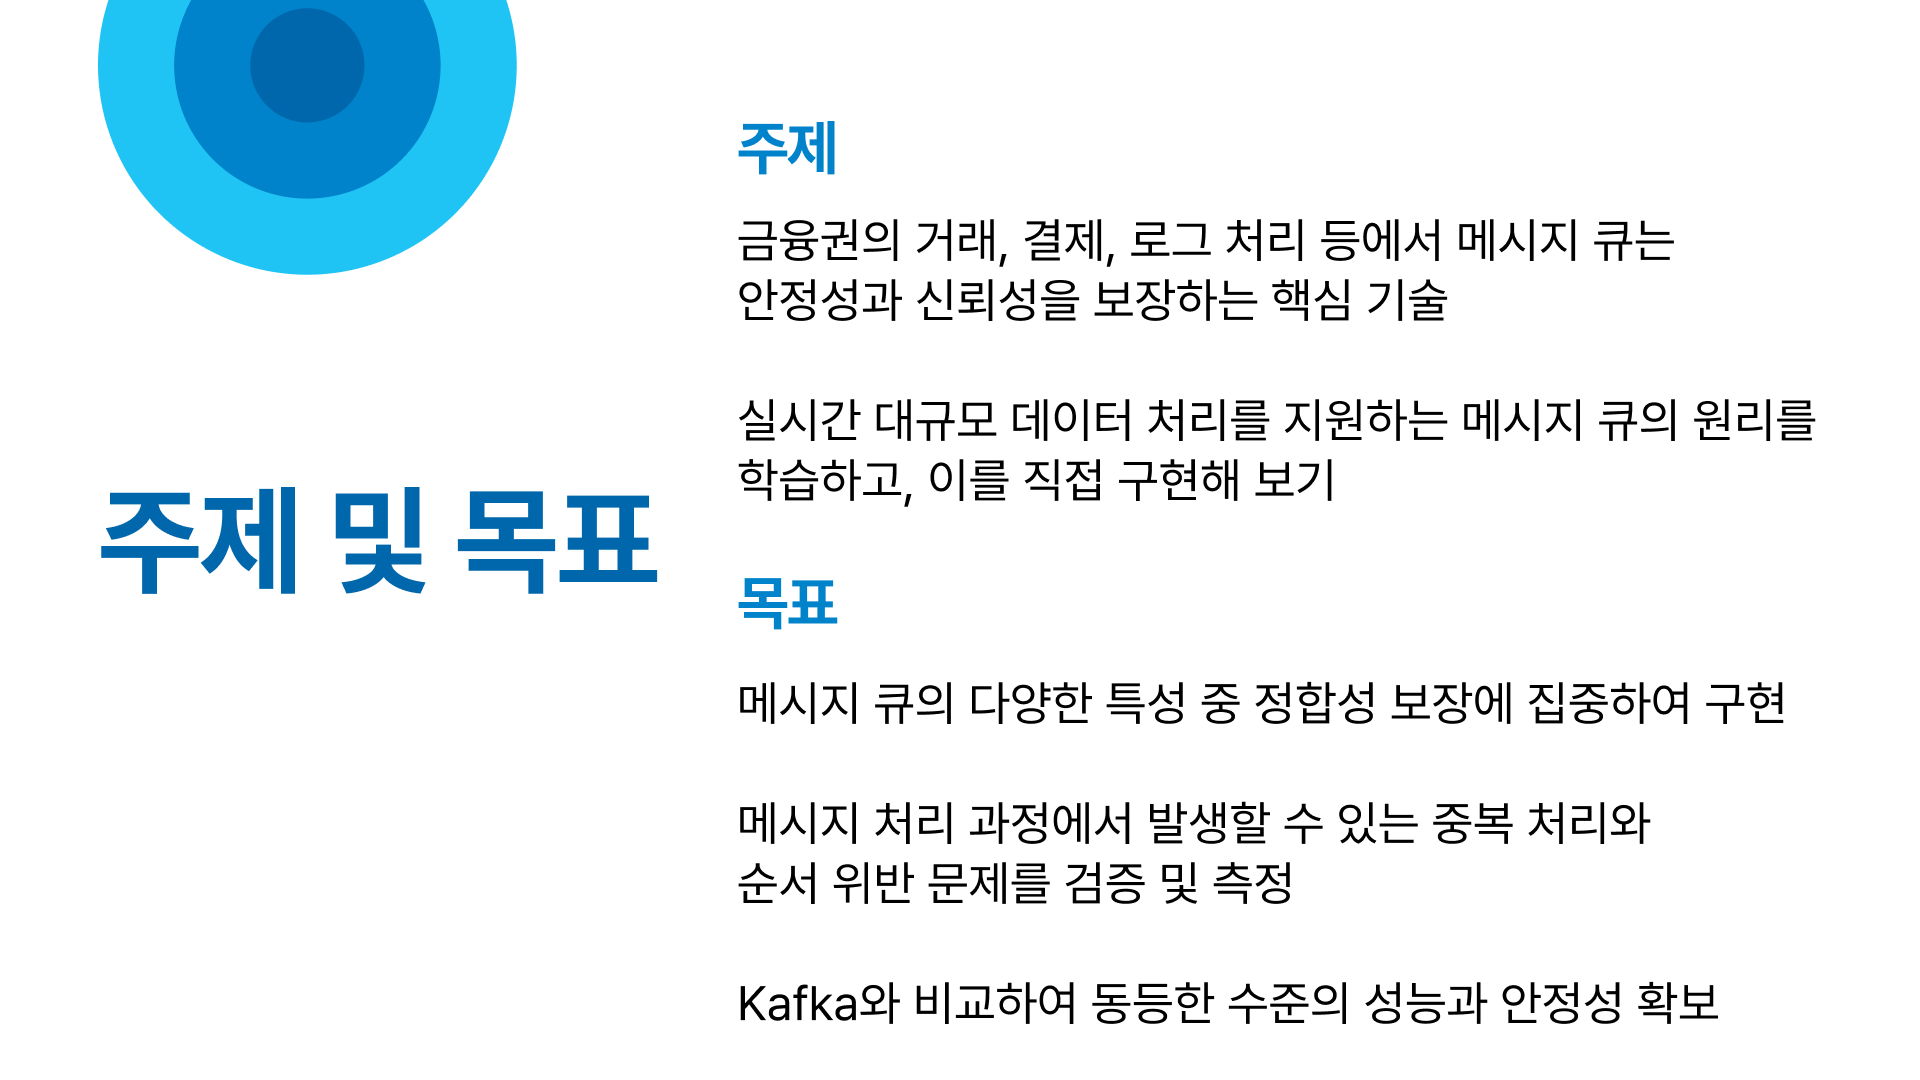 주제 및 목표
주제
금융권의 거래, 결제, 로그 처리 등에서 메시지 큐는
안정성과 신뢰성을 보장하는 핵심 기술
실시간 대규모 데이터 처리를 지원하는 메시지 큐의 원리를
학습하고, 이를 직접 구현해 보기
목표
메시지 큐의 다양한 특성 중 정합성 보장에 집중하여 구현
메시지 처리 과정에서 발생할 수 있는 중복 처리와
순서 위반 문제를 검증 및 측정
Kafka와 비교하여 동등한 수준의 성능과 안정성 확보